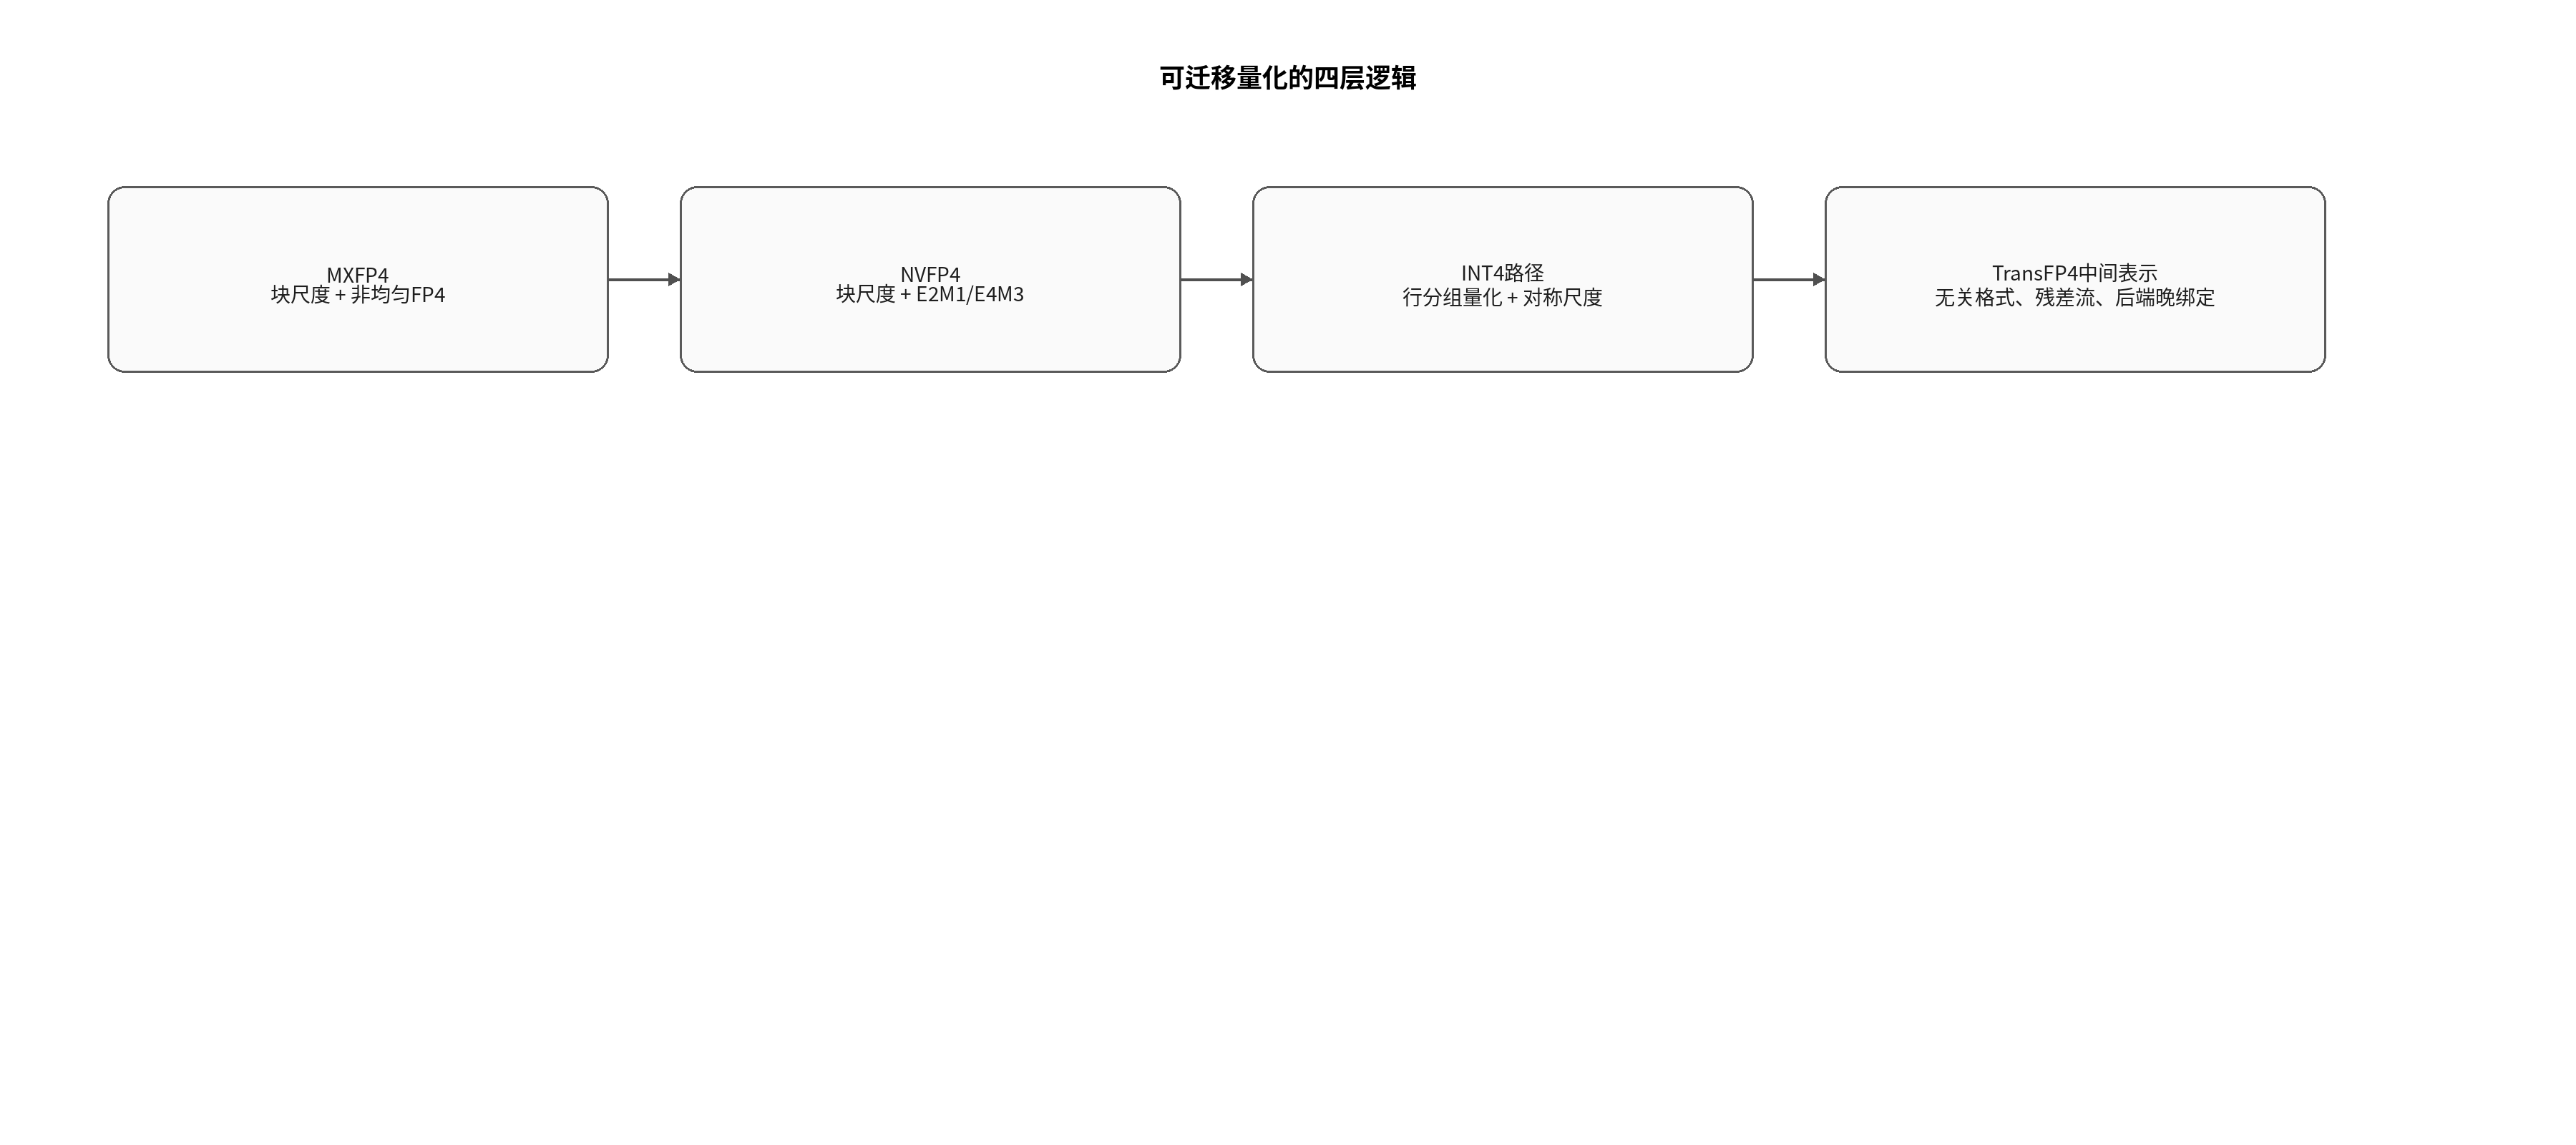 可迁移量化的四层逻辑
MXFP4
块尺度 + 非均匀FP4
NVFP4
块尺度 + E2M1/E4M3
INT4路径
行分组量化 + 对称尺度
TransFP4中间表示
无关格式、残差流、后端晚绑定